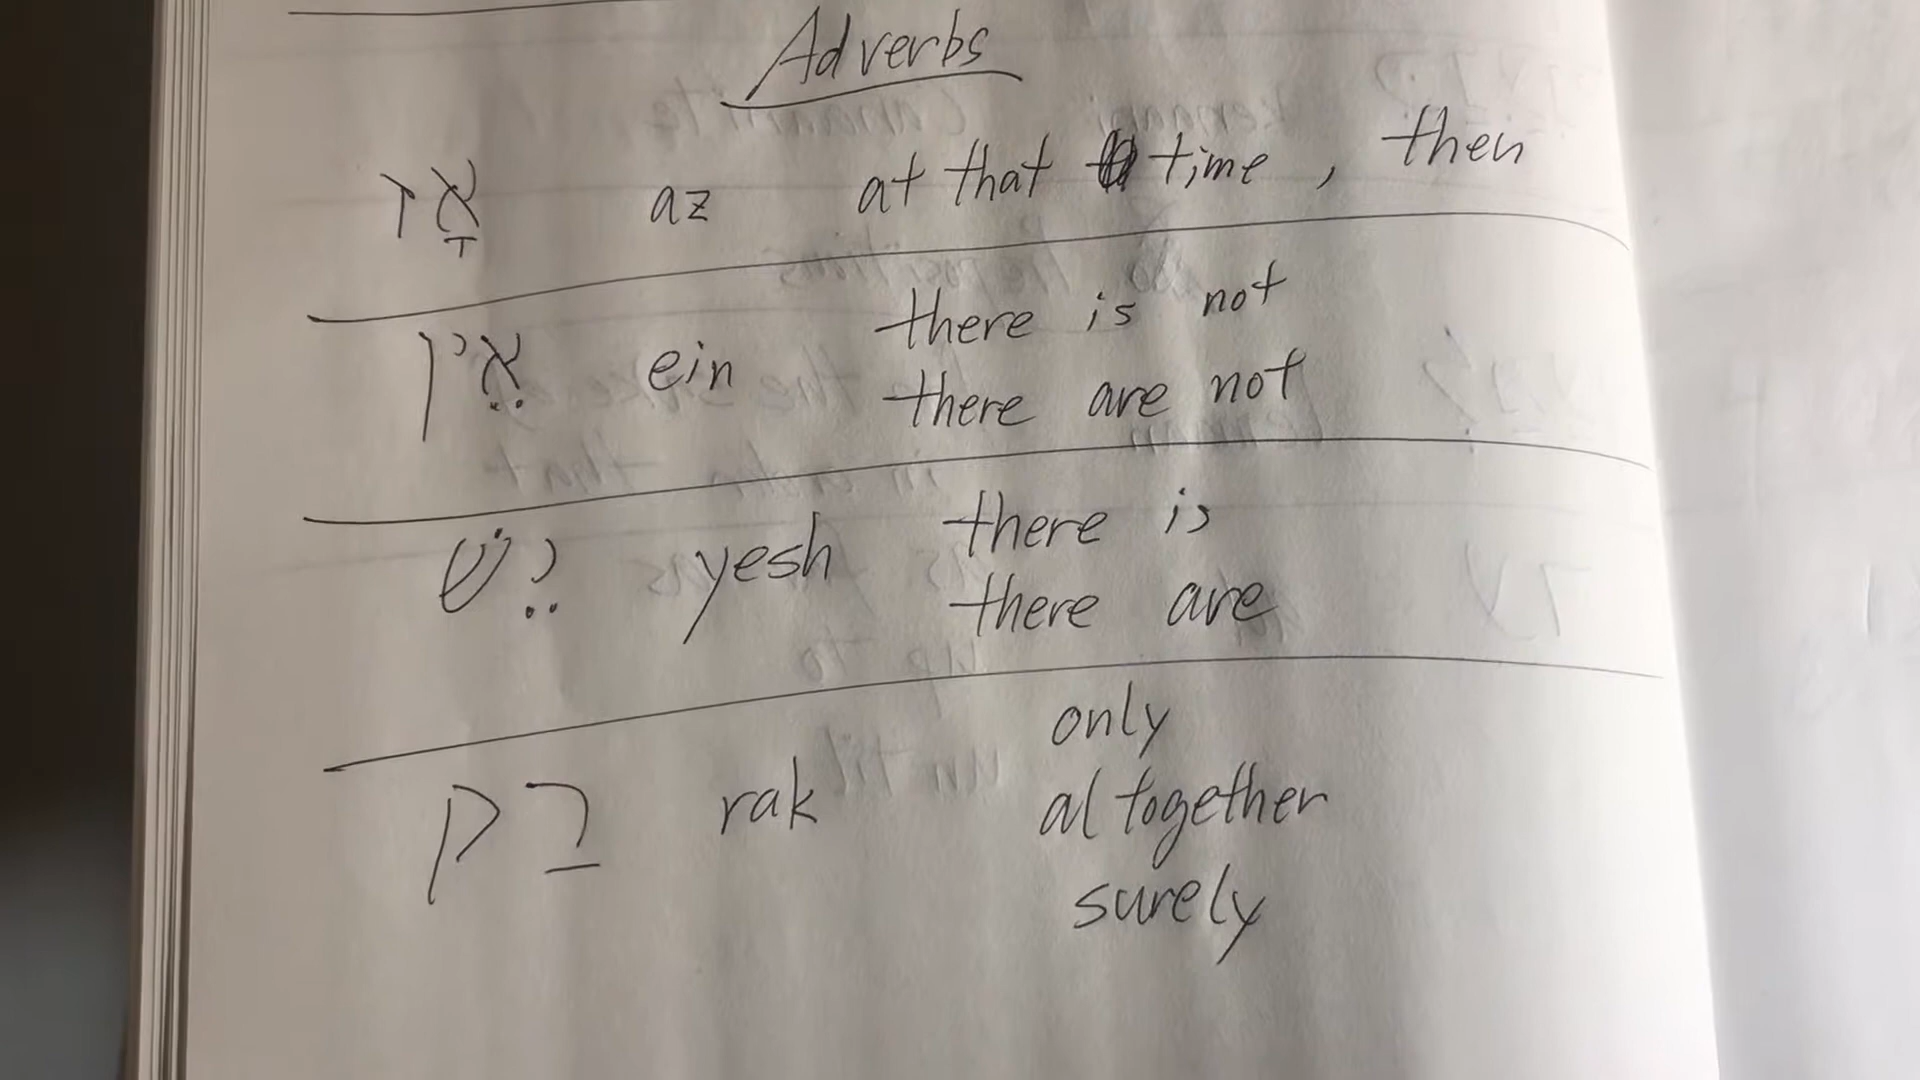 Adverbs
אָז az at that time, then
אֵין ein there is not
there are not
יֵשׁ yesh there is
there are
only
רַק rak altogether
surely